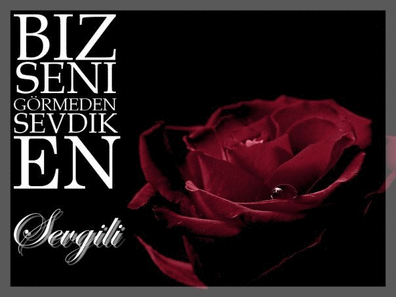 BIZ
SENI
GÖRMEDEN
SEVDIK
EN
Sevgili